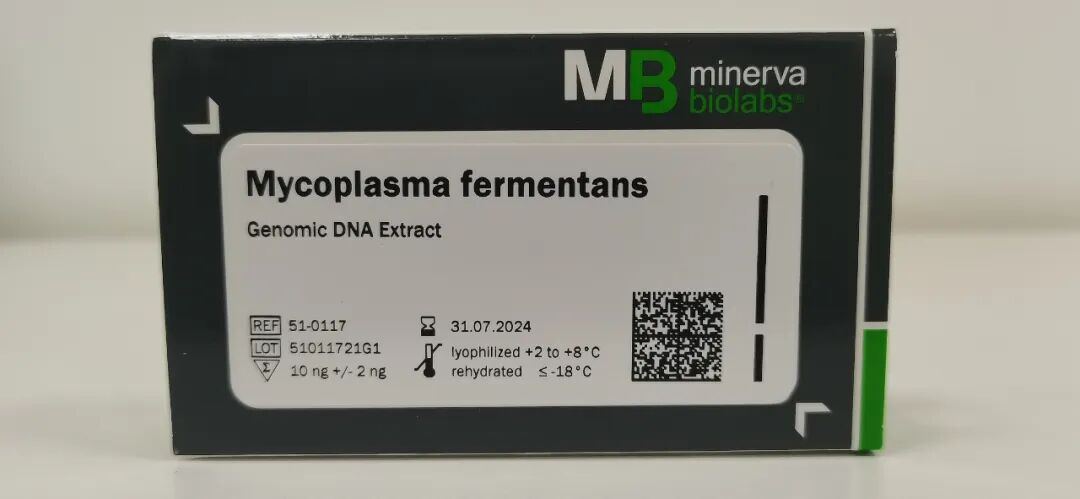 MB minerva
biolabs®
Mycoplasma fermentans
Genomic DNA Extract
REF 51-0117
LOT 51011721G1
Σ 10 ng +/- 2 ng
31.07.2024
lyophilized +2 to +8°C
rehydrated ≤ -18°C